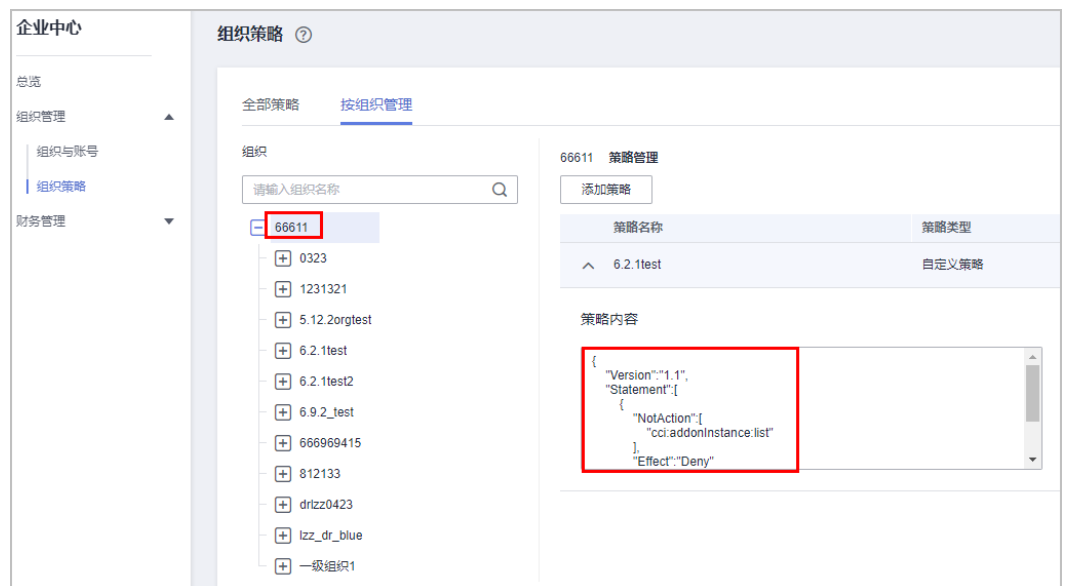 企业中心
总览
组织管理
组织与账号
组织策略
财务管理
组织策略
全部策略 按组织管理
组织
请输入组织名称
66611
0323
1231321
5.12.2orgtest
6.2.1test
6.2.1test2
6.9.2_test
666969415
812133
drlzz0423
lzz_dr_blue
一级组织1
66611 策略管理
添加策略
策略名称 策略类型
6.2.1test 自定义策略
策略内容
{
"Version":"1.1",
"Statement":[
{
"NotAction":[
"cci:addonInstance:list"
],
"Effect":"Deny"